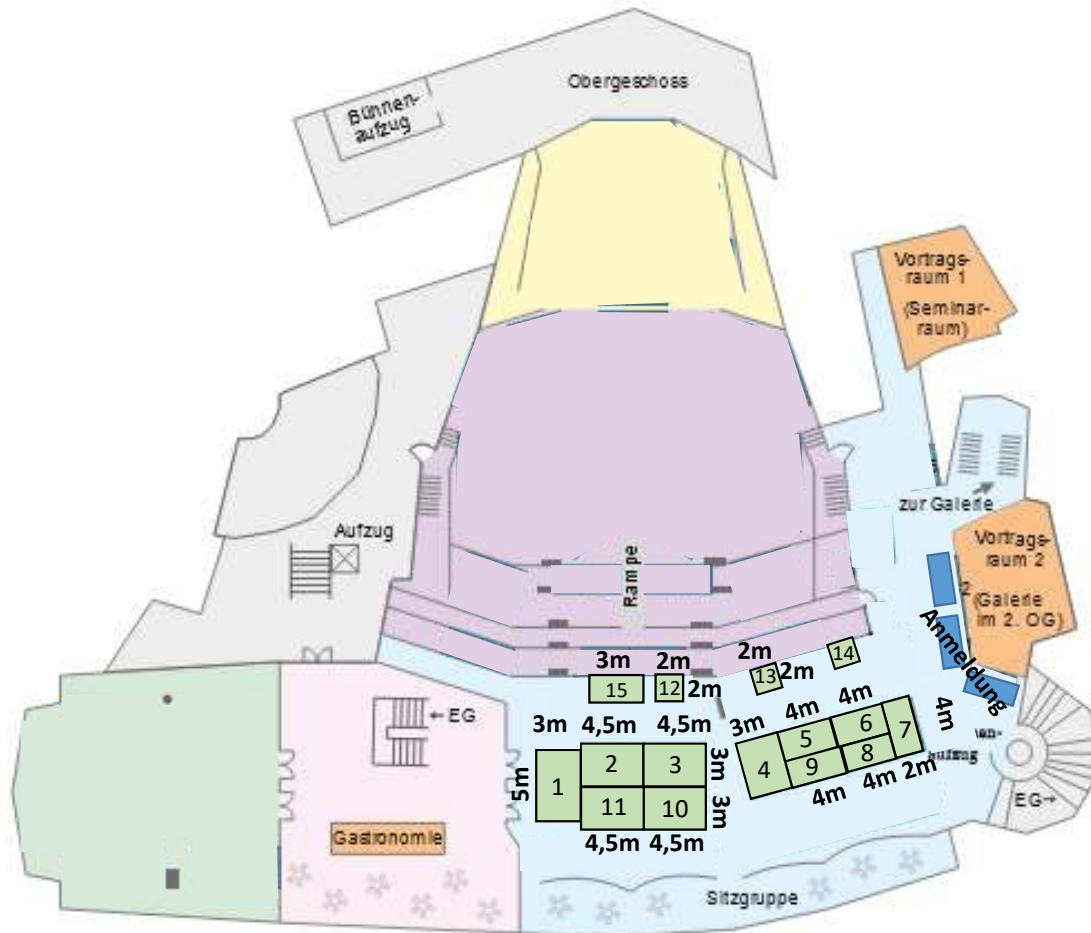 Obergeschoss
Bühnen-
aufzug
Vortrags-
raum 1
(Seminar-
raum)
zur Galerie
Aufzug
Vortrags-
raum 2
2
(Galerie
im 2. OG)
Rampe
Anmeldung
3m
2m
2m
14
15
12
2m
13
2m
← EG
3m
4,5m
4,5m
3m
4m
4m
4m
5m
1
2
3
3m
4
5
6
7
9
8
aufzug
11
10
3m
4m
4m
2m
EG→
4,5m
4,5m
Gastronomie
Sitzgruppe